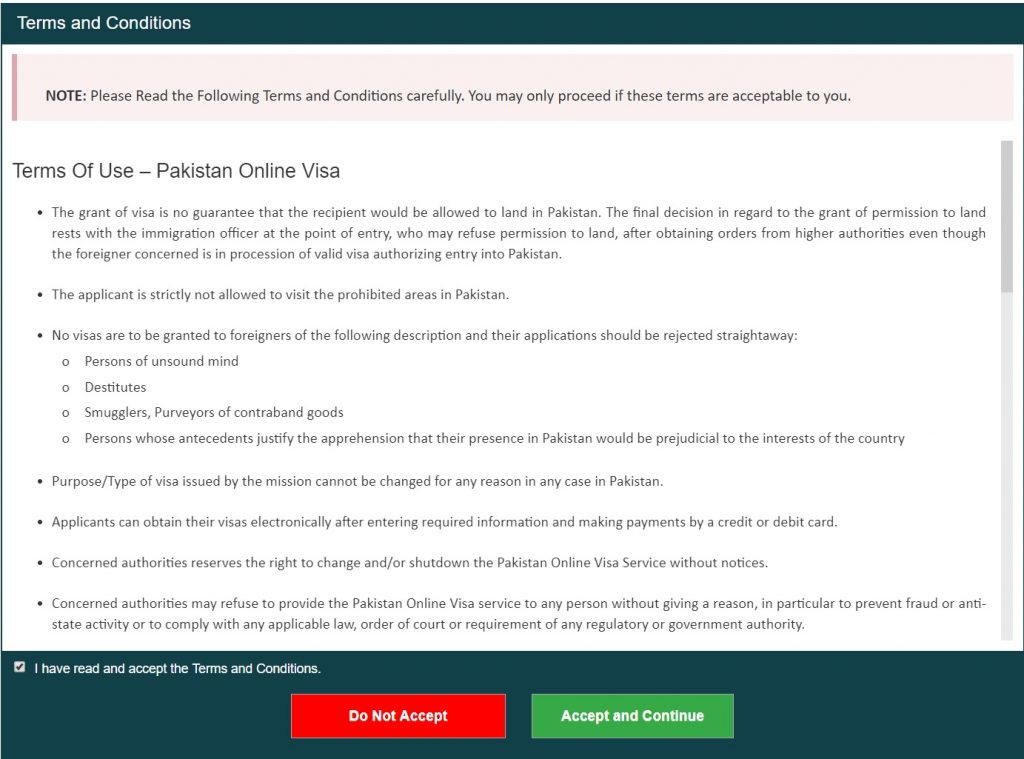 Terms and Conditions
NOTE: Please Read the Following Terms and Conditions carefully. You may only proceed if these terms are acceptable to you.
Terms Of Use – Pakistan Online Visa
• The grant of visa is no guarantee that the recipient would be allowed to land in Pakistan. The final decision in regard to the grant of permission to land
rests with the immigration officer at the point of entry, who may refuse permission to land, after obtaining orders from higher authorities even though
the foreigner concerned is in procession of valid visa authorizing entry into Pakistan.
• The applicant is strictly not allowed to visit the prohibited areas in Pakistan.
• No visas are to be granted to foreigners of the following description and their applications should be rejected straightaway:
o Persons of unsound mind
o Destitutes
o Smugglers, Purveyors of contraband goods
o Persons whose antecedents justify the apprehension that their presence in Pakistan would be prejudicial to the interests of the country
• Purpose/Type of visa issued by the mission cannot be changed for any reason in any case in Pakistan.
• Applicants can obtain their visas electronically after entering required information and making payments by a credit or debit card.
• Concerned authorities reserves the right to change and/or shutdown the Pakistan Online Visa Service without notices.
• Concerned authorities may refuse to provide the Pakistan Online Visa service to any person without giving a reason, in particular to prevent fraud or anti-
state activity or to comply with any applicable law, order of court or requirement of any regulatory or government authority.
I have read and accept the Terms and Conditions.
Do Not Accept
Accept and Continue